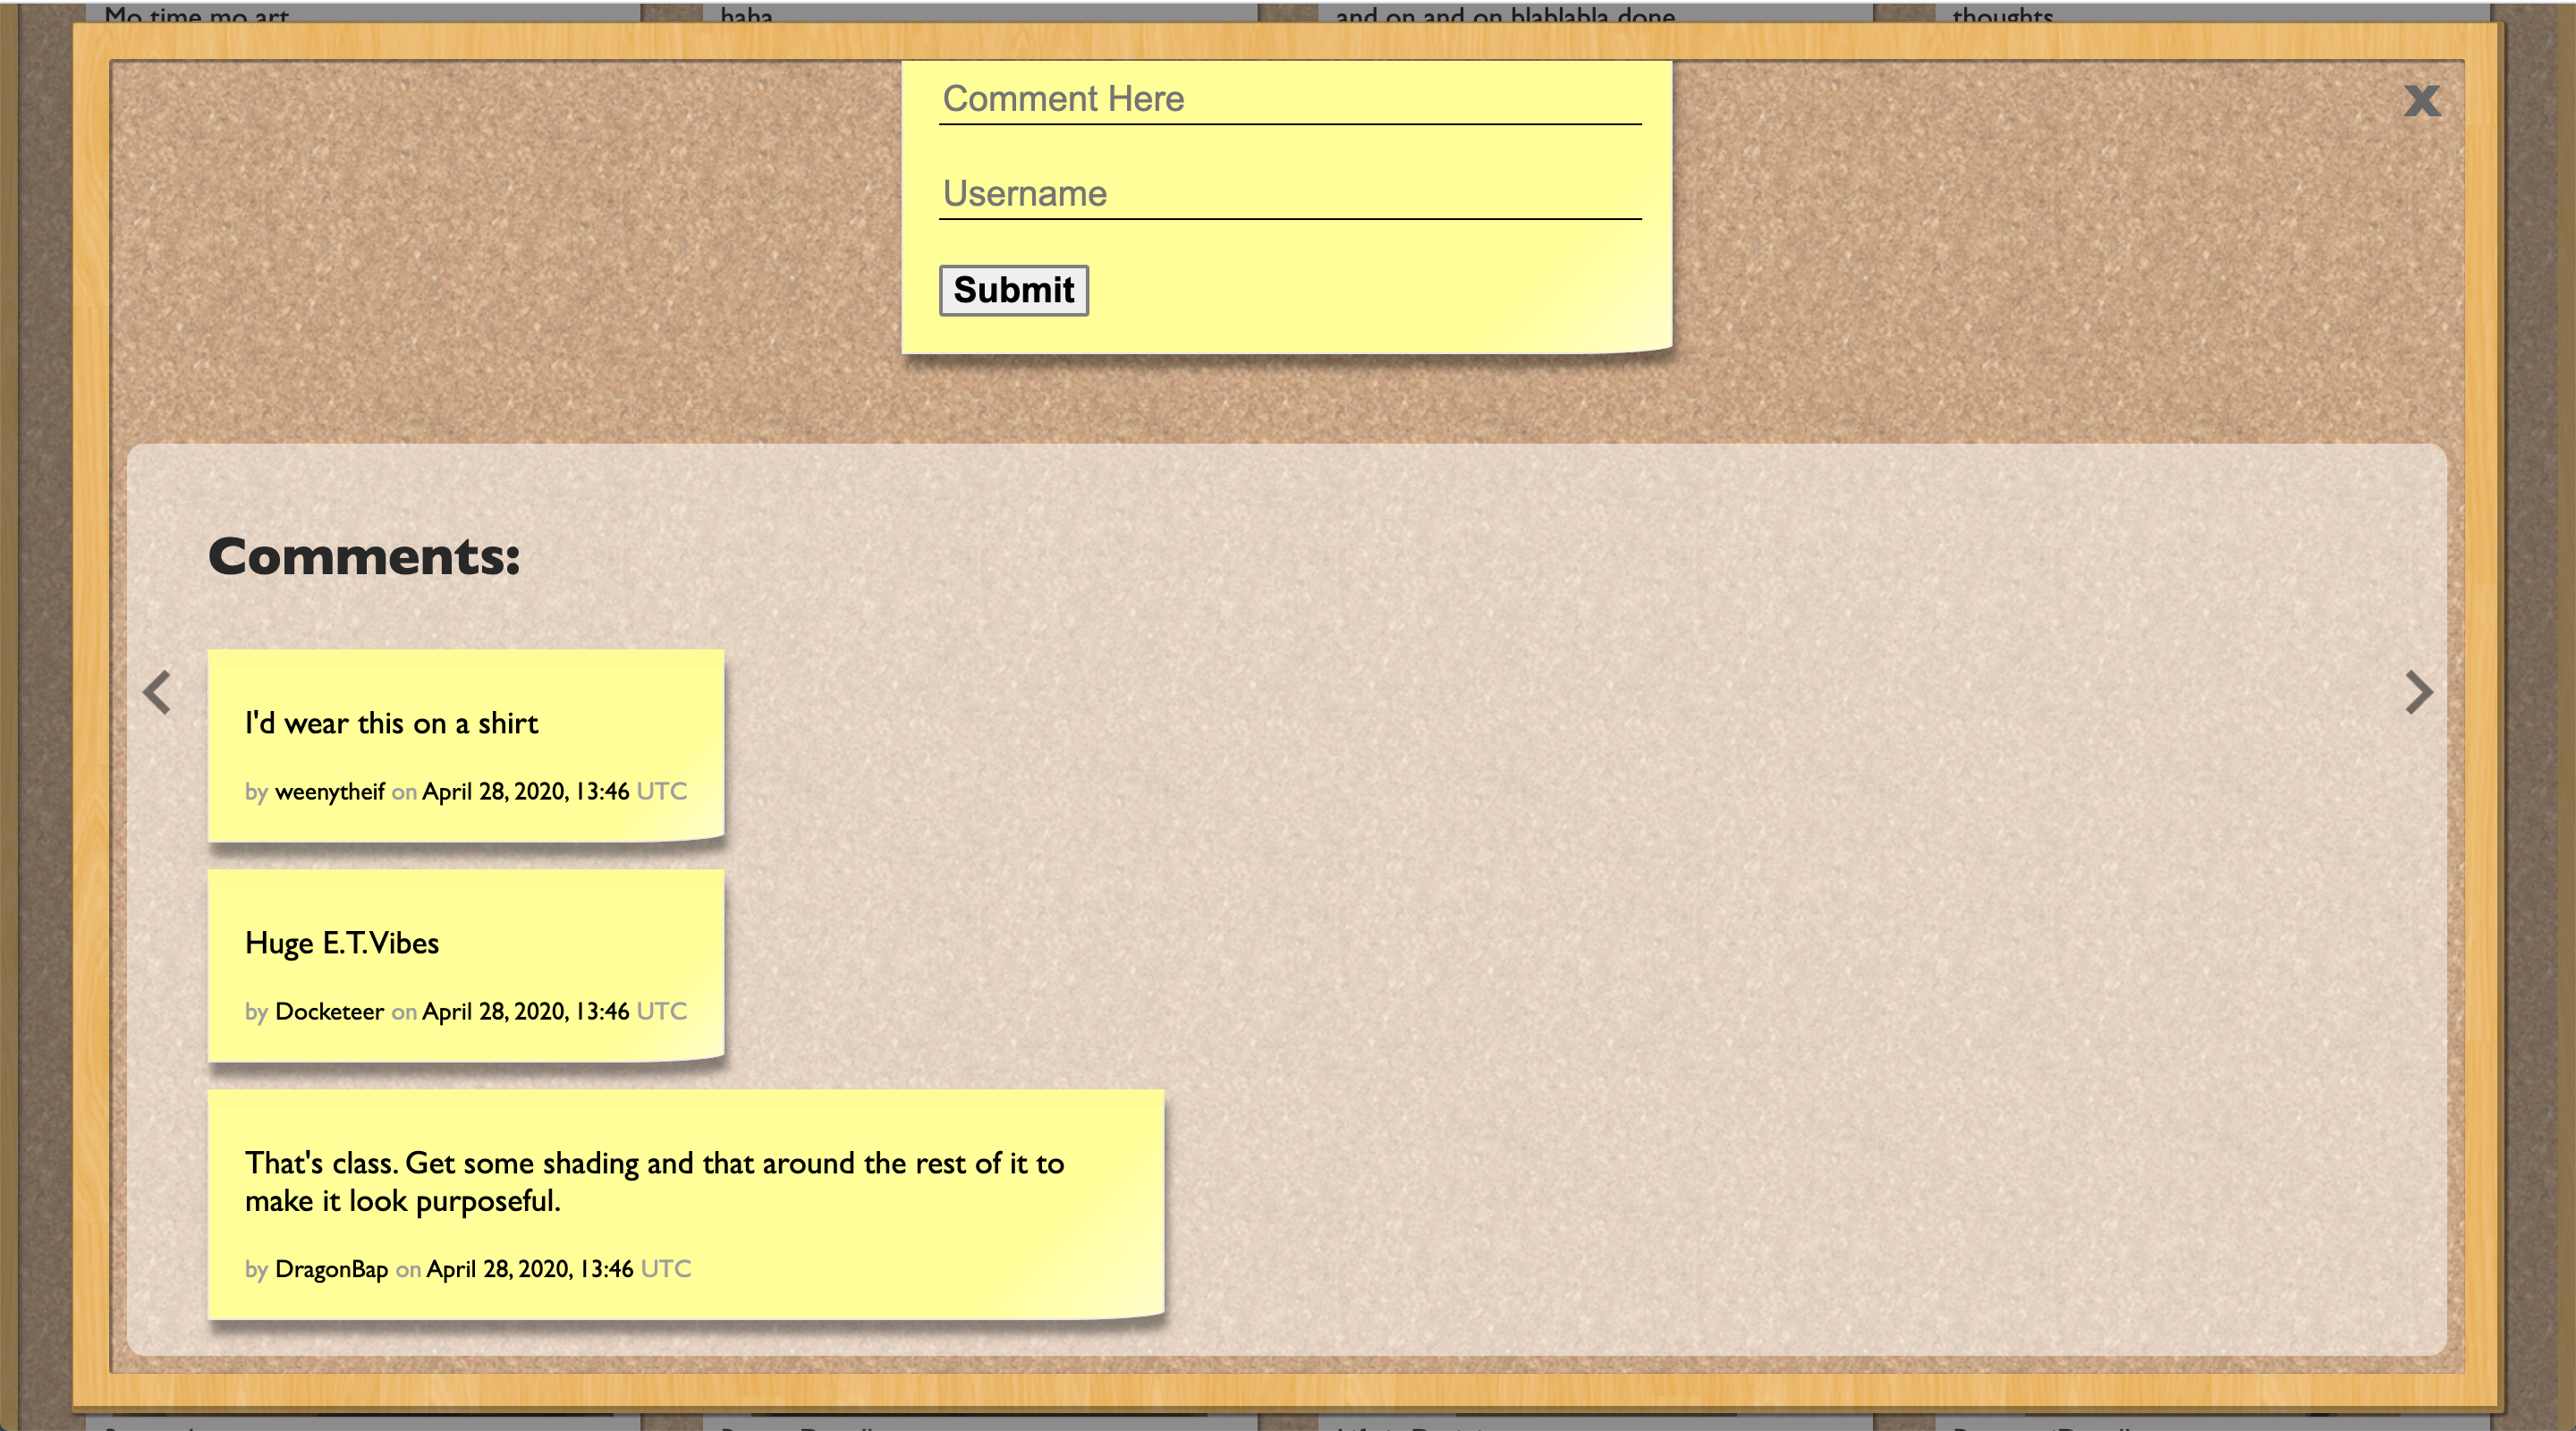 Mo time mo art
haha
and on and on blablabla done
thoughts
x
Comment Here
Username
Submit
Comments:
I'd wear this on a shirt
by weenytheif on April 28, 2020, 13:46 UTC
Huge E.T. Vibes
by Docketeer on April 28, 2020, 13:46 UTC
That's class. Get some shading and that around the rest of it to
make it look purposeful.
by DragonBap on April 28, 2020, 13:46 UTC